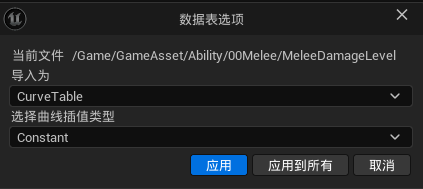 数据表选项
当前文件 /Game/GameAsset/Ability/00Melee/MeleeDamageLevel
导入为
CurveTable
选择曲线插值类型
Constant
应用 应用到所有 取消